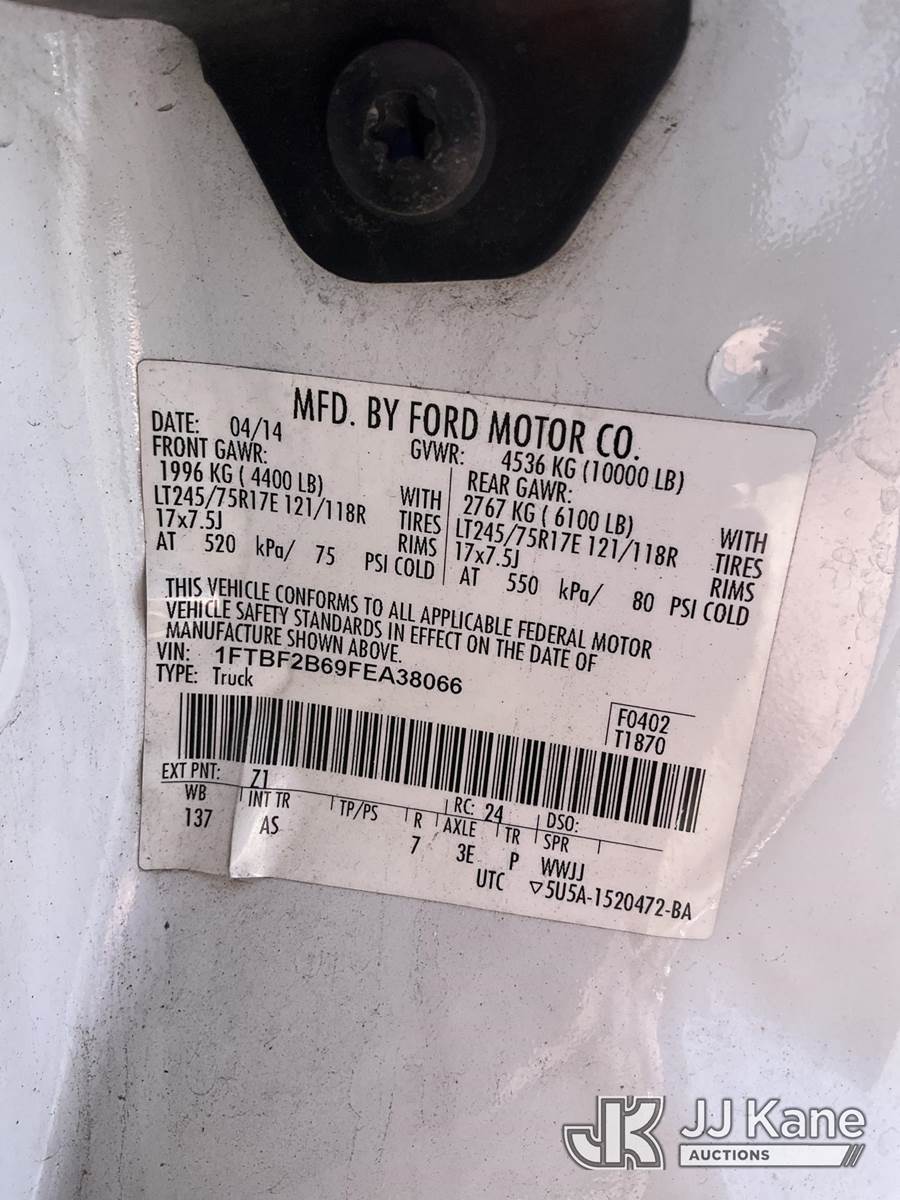 MFD. BY FORD MOTOR CO.
DATE: 04/14 GVWR: 4536 KG (10000 LB)
FRONT GAWR: REAR GAWR:
1996 KG ( 4400 LB) WITH 2767 KG ( 6100 LB) WITH
LT245/75R17E 121/118R TIRES LT245/75R17E 121/118R TIRES
17x7.5J RIMS 17x7.5J RIMS
AT 520 kPa/ 75 PSI COLD AT 550 kPa/ 80 PSI COLD
THIS VEHICLE CONFORMS TO ALL APPLICABLE FEDERAL MOTOR
VEHICLE SAFETY STANDARDS IN EFFECT ON THE DATE OF
MANUFACTURE SHOWN ABOVE.
VIN: 1FTBF2B69FEA38066
TYPE: Truck
F0402
T1870
EXT PNT: Z1 RC: 24 DSO:
WB INT TR TP/PS R AXLE TR SPR
137 AS 7 3E P WWJJ
UTC ▽5U5A-1520472-BA
JK JJ Kane
AUCTIONS